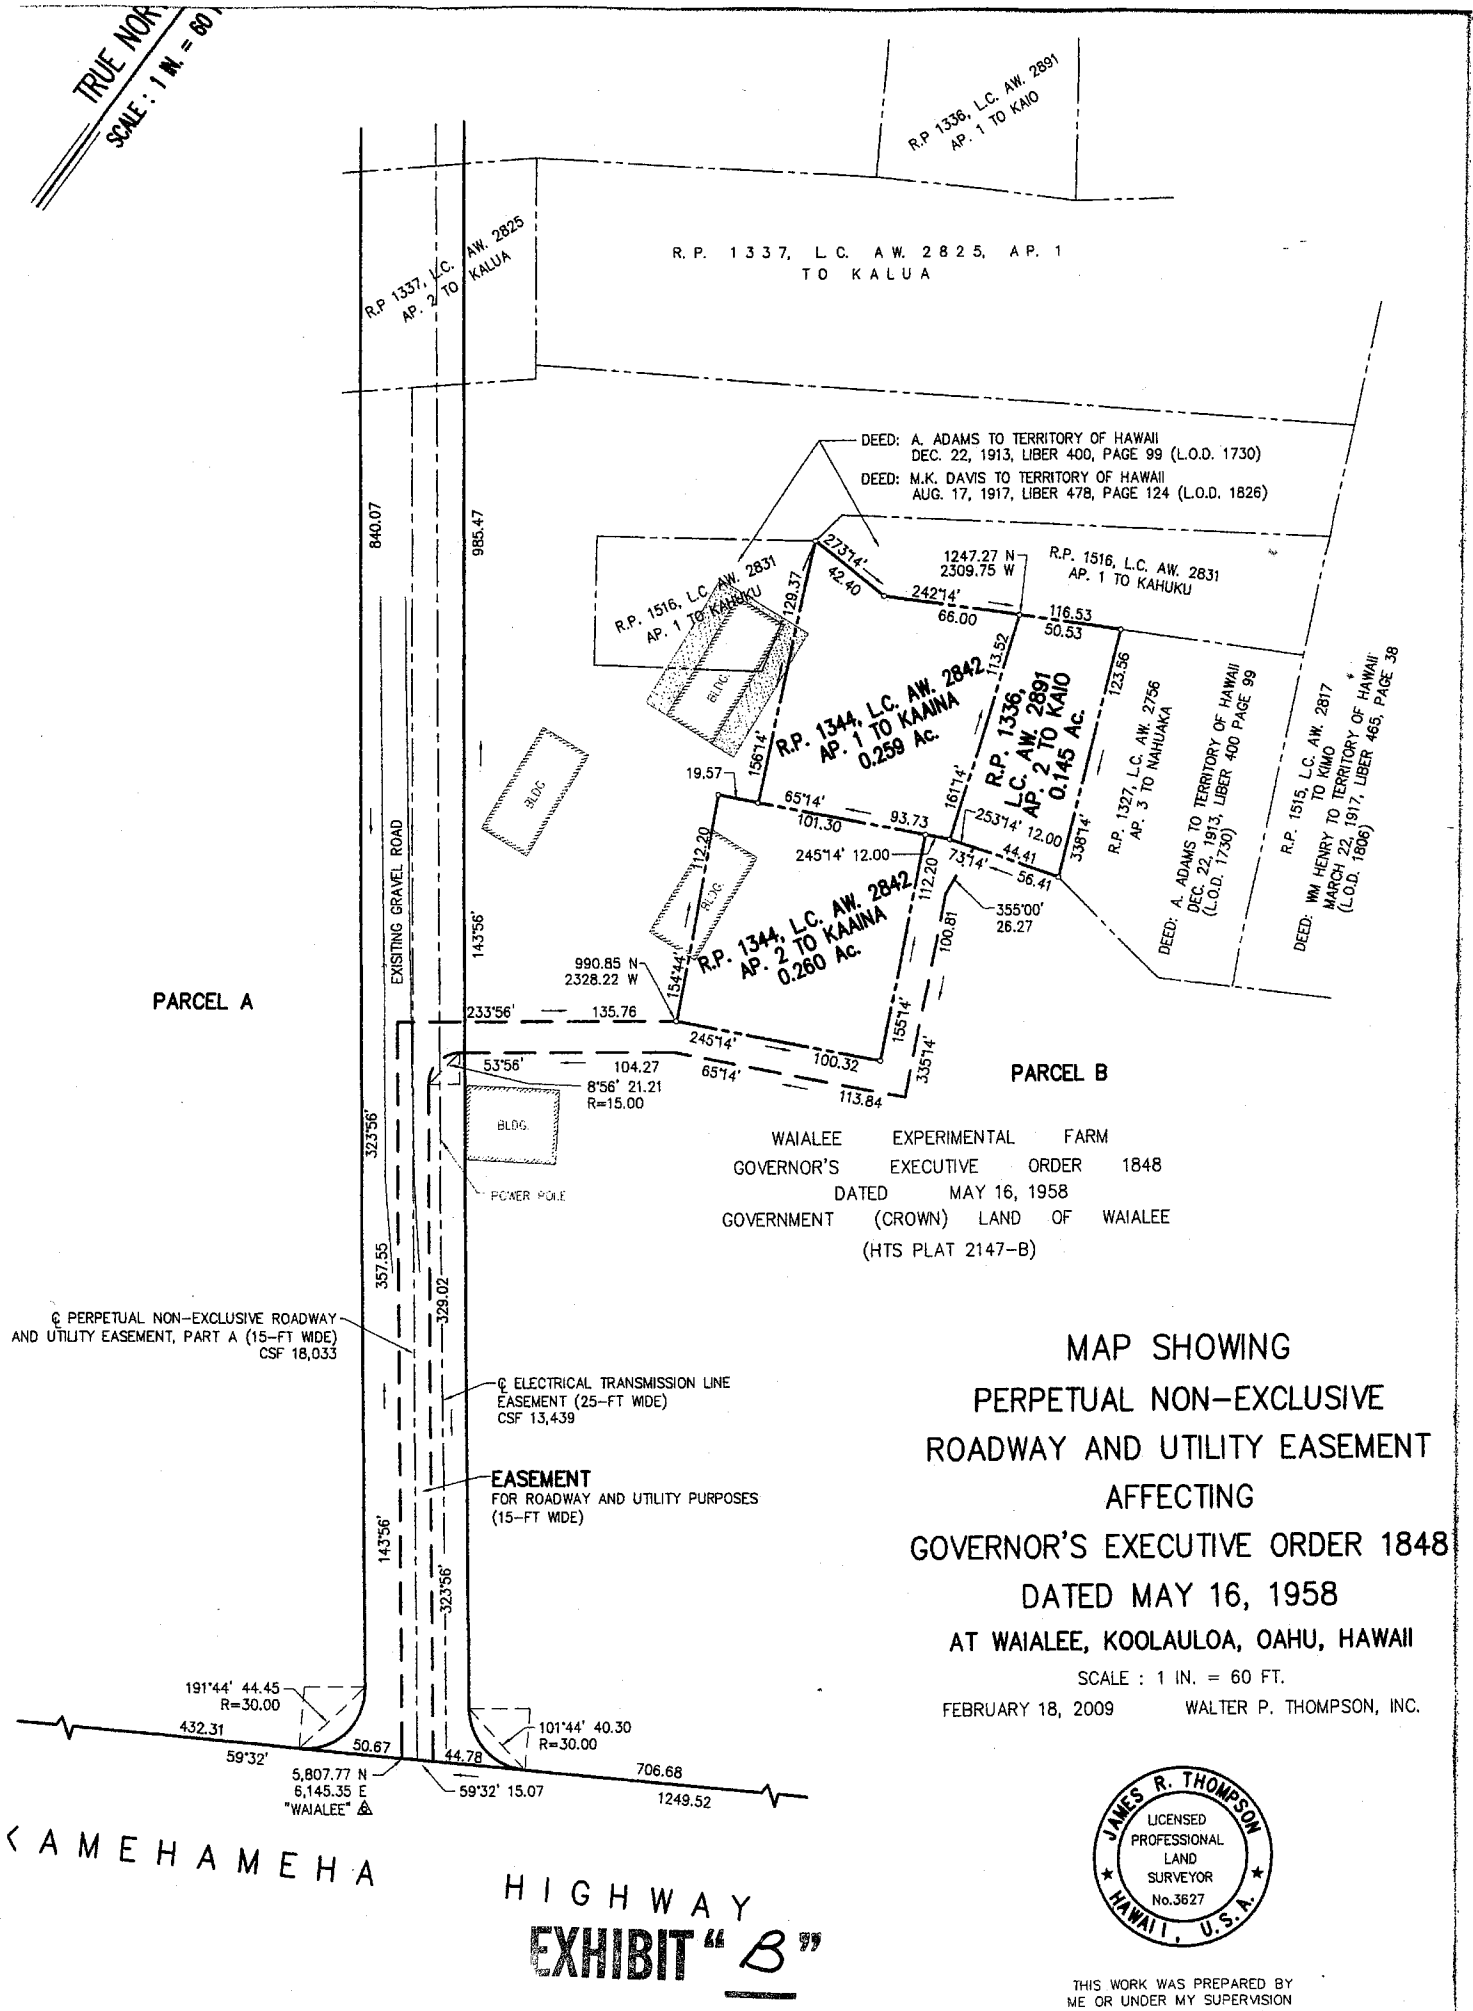 TRUE NOR
SCALE : 1 IN. = 60
R.P 1336, L.C. AW. 2891
AP. 1 TO KAIO
R.P 1337, L.C. AW. 2825
AP. 2 TO KALUA
R. P. 1337, L.C. AW. 2825, AP. 1
TO KALUA
DEED: A. ADAMS TO TERRITORY OF HAWAII
DEC. 22, 1913, LIBER 400, PAGE 99 (L.O.D. 1730)
DEED: M.K. DAVIS TO TERRITORY OF HAWAII
AUG. 17, 1917, LIBER 478, PAGE 124 (L.O.D. 1826)
840.07
985.47
R.P. 1516, L.C. AW. 2831
AP. 1 TO KAHUKU
129.37
273°14'
42.40
242°14'
66.00
1247.27 N
2309.75 W
R.P. 1516, L.C. AW. 2831
AP. 1 TO KAHUKU
116.53
50.53
113.52
123.56
BLDG.
R.P. 1344, L.C. AW. 2842
AP. 1 TO KAAINA
0.259 Ac.
R.P. 1336,
L.C. AW. 2891
AP. 2 TO KAIO
0.145 Ac.
R.P. 1327, L.C. AW. 2756
AP. 3 TO NAHUAKA
DEED: A. ADAMS TO TERRITORY OF HAWAII
DEC. 22, 1913, LIBER 400 PAGE 99
(L.O.D. 1730)
R.P. 1515, L.C. AW. 2817
TO KIMO
DEED: WM HENRY TO TERRITORY OF HAWAII
MARCH 22, 1917, LIBER 465, PAGE 38
(L.O.D. 1806)
BLDG
156°14'
161°14'
338°14'
19.57
65°14'
101.30
93.73
253°14' 12.00
245°14' 12.00
73°14'
44.41
56.41
112.20
112.20
BLDG.
355°00'
26.27
100.81
R.P. 1344, L.C. AW. 2842
AP. 2 TO KAAINA
0.260 Ac.
EXISITING GRAVEL ROAD
143°56'
990.85 N
2328.22 W
154°44'
155°14'
335°14'
PARCEL A
233°56'
135.76
245°14'
100.32
53°56'
104.27
65°14'
113.84
8°56' 21.21
R=15.00
PARCEL B
BLDG.
323°56'
POWER POLE
WAIALEE EXPERIMENTAL FARM
GOVERNOR'S EXECUTIVE ORDER 1848
DATED MAY 16, 1958
GOVERNMENT (CROWN) LAND OF WAIALEE
(HTS PLAT 2147-B)
357.55
329.02
℄ PERPETUAL NON-EXCLUSIVE ROADWAY
AND UTILITY EASEMENT, PART A (15-FT WIDE)
CSF 18,033
℄ ELECTRICAL TRANSMISSION LINE
EASEMENT (25-FT WIDE)
CSF 13,439
EASEMENT
FOR ROADWAY AND UTILITY PURPOSES
(15-FT WIDE)
143°56'
323°56'
MAP SHOWING
PERPETUAL NON-EXCLUSIVE
ROADWAY AND UTILITY EASEMENT
AFFECTING
GOVERNOR'S EXECUTIVE ORDER 1848
DATED MAY 16, 1958
AT WAIALEE, KOOLAULOA, OAHU, HAWAII
SCALE : 1 IN. = 60 FT.
FEBRUARY 18, 2009 WALTER P. THOMPSON, INC.
191°44' 44.45
R=30.00
432.31
59°32'
50.67
44.78
101°44' 40.30
R=30.00
706.68
1249.52
59°32' 15.07
5,807.77 N
6,145.35 E
"WAIALEE"
KAMEHAMEHA HIGHWAY
JAMES R. THOMPSON
LICENSED
PROFESSIONAL
LAND
SURVEYOR
No.3627
★ HAWAII, U.S.A. ★
EXHIBIT "B"
THIS WORK WAS PREPARED BY
ME OR UNDER MY SUPERVISION